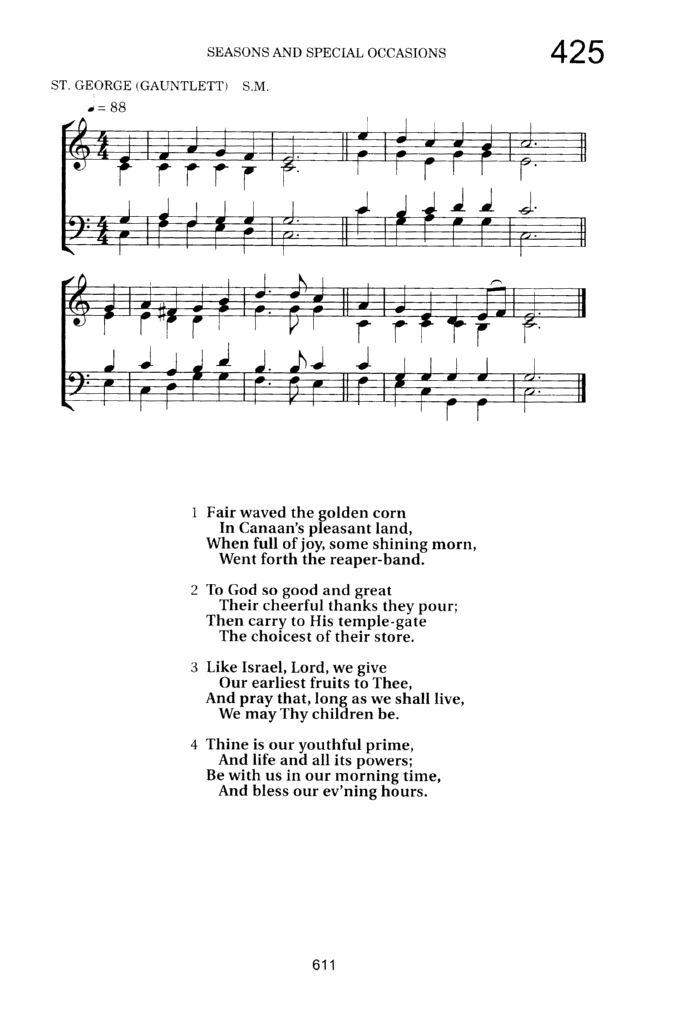 SEASONS AND SPECIAL OCCASIONS 425
ST. GEORGE (GAUNTLETT) S.M.
♩ = 88
1 Fair waved the golden corn
In Canaan's pleasant land,
When full of joy, some shining morn,
Went forth the reaper-band.
2 To God so good and great
Their cheerful thanks they pour;
Then carry to His temple-gate
The choicest of their store.
3 Like Israel, Lord, we give
Our earliest fruits to Thee,
And pray that, long as we shall live,
We may Thy children be.
4 Thine is our youthful prime,
And life and all its powers;
Be with us in our morning time,
And bless our ev'ning hours.
611